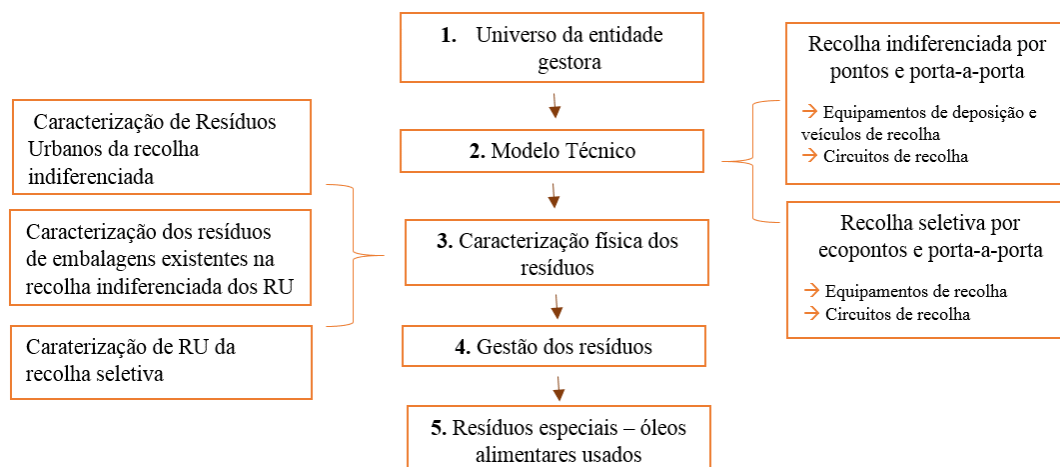 1. Universo da entidade
gestora
2. Modelo Técnico
3. Caracterização física dos
resíduos
4. Gestão dos resíduos
5. Resíduos especiais – óleos
alimentares usados
Caracterização de Resíduos
Urbanos da recolha
indiferenciada
Caracterização dos resíduos
de embalagens existentes na
recolha indiferenciada dos RU
Caraterização de RU da
recolha seletiva
Recolha indiferenciada por
pontos e porta-a-porta
→ Equipamentos de deposição e
veículos de recolha
→ Circuitos de recolha
Recolha seletiva por
ecopontos e porta-a-porta
→ Equipamentos de recolha
→ Circuitos de recolha